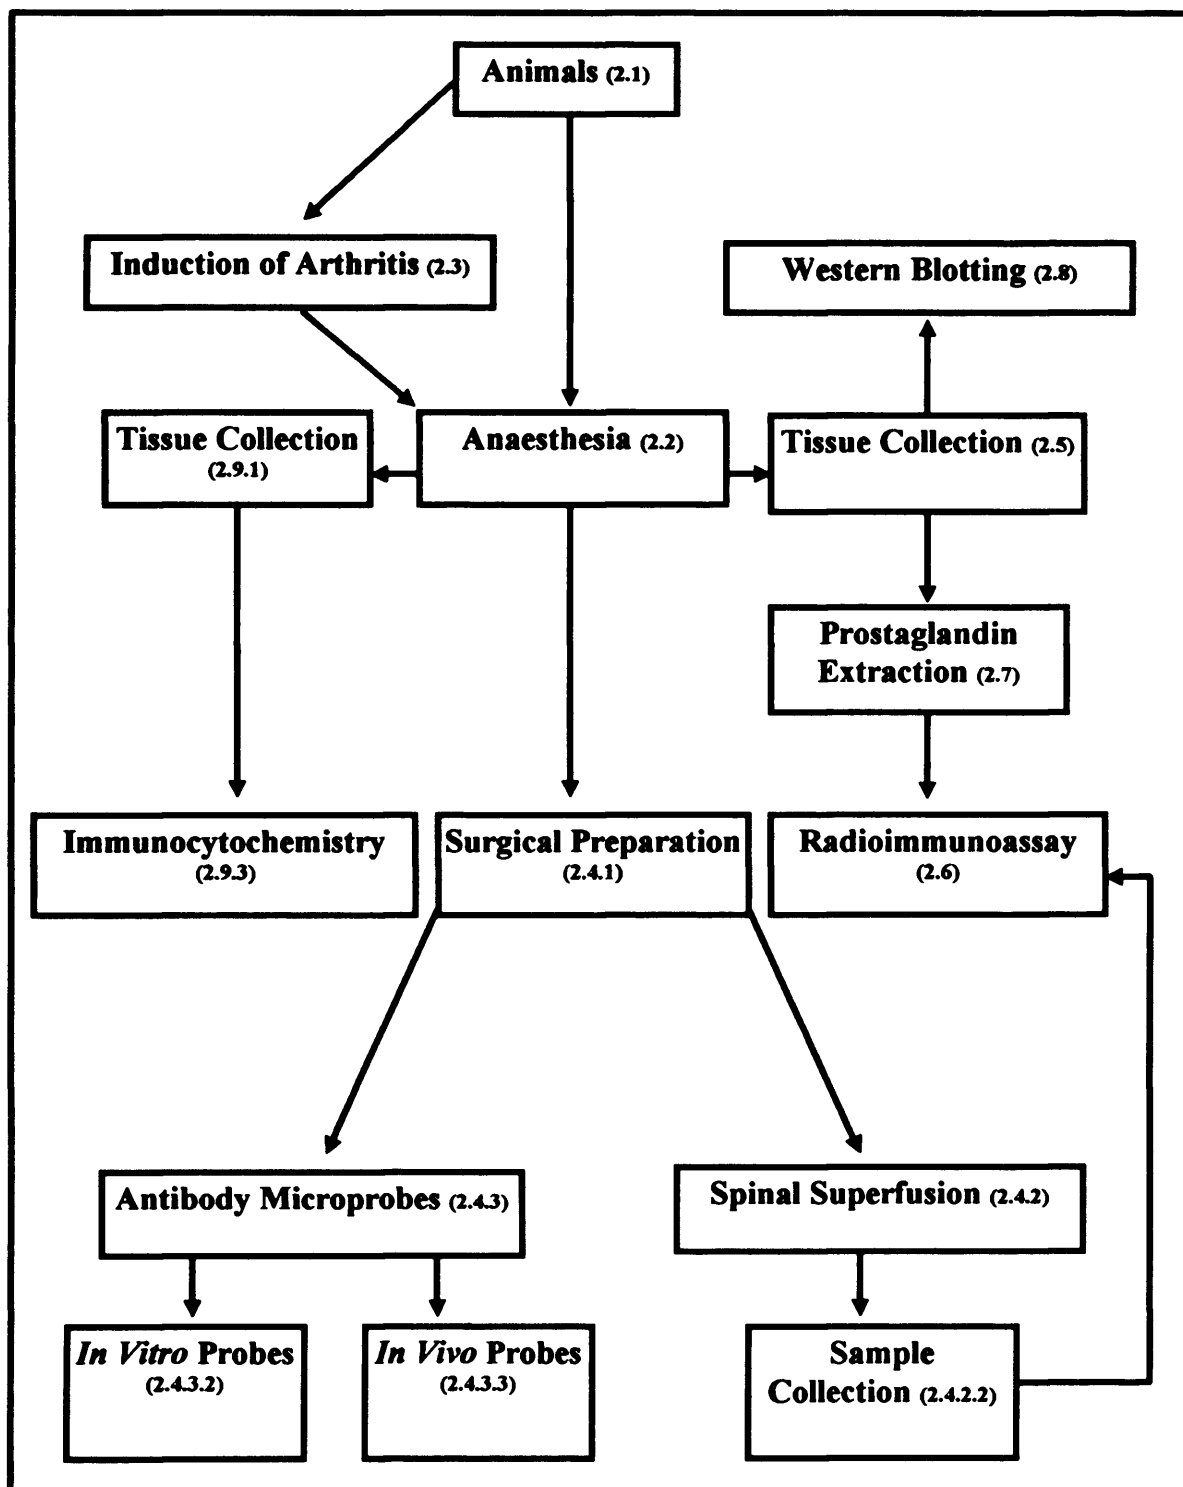 Animals (2.1)
Induction of Arthritis (2.3)
Western Blotting (2.8)
Tissue Collection
(2.9.1)
Anaesthesia (2.2)
Tissue Collection (2.5)
Prostaglandin
Extraction (2.7)
Immunocytochemistry
(2.9.3)
Surgical Preparation
(2.4.1)
Radioimmunoassay
(2.6)
Antibody Microprobes (2.4.3)
Spinal Superfusion (2.4.2)
In Vitro Probes
(2.4.3.2)
In Vivo Probes
(2.4.3.3)
Sample
Collection (2.4.2.2)